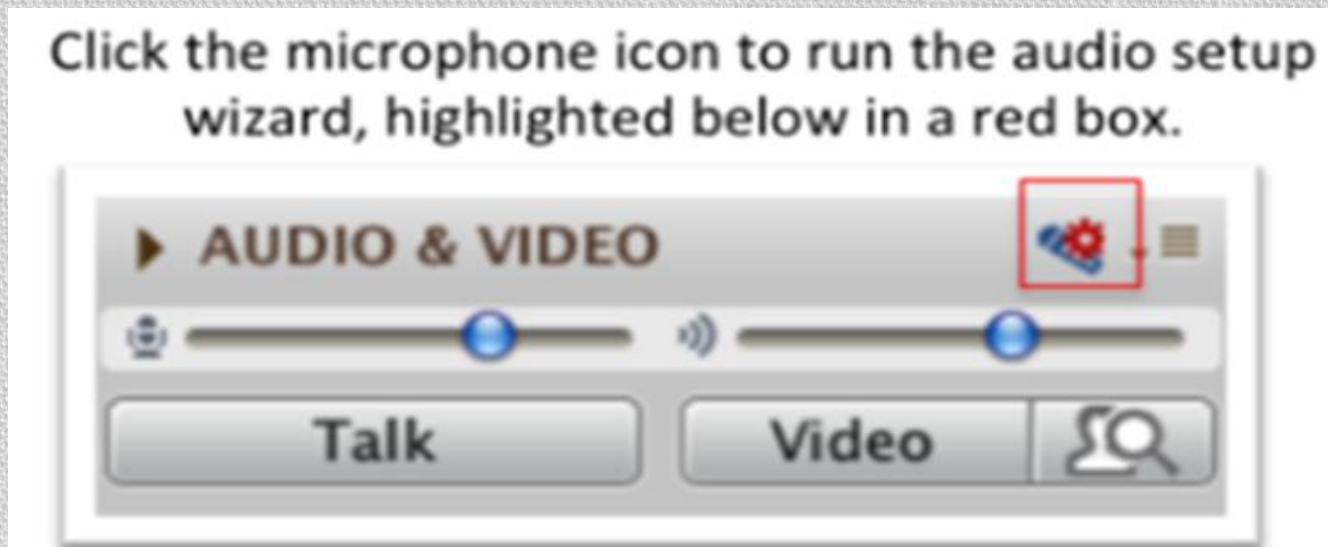 Click the microphone icon to run the audio setup
wizard, highlighted below in a red box.
AUDIO & VIDEO
Talk
Video